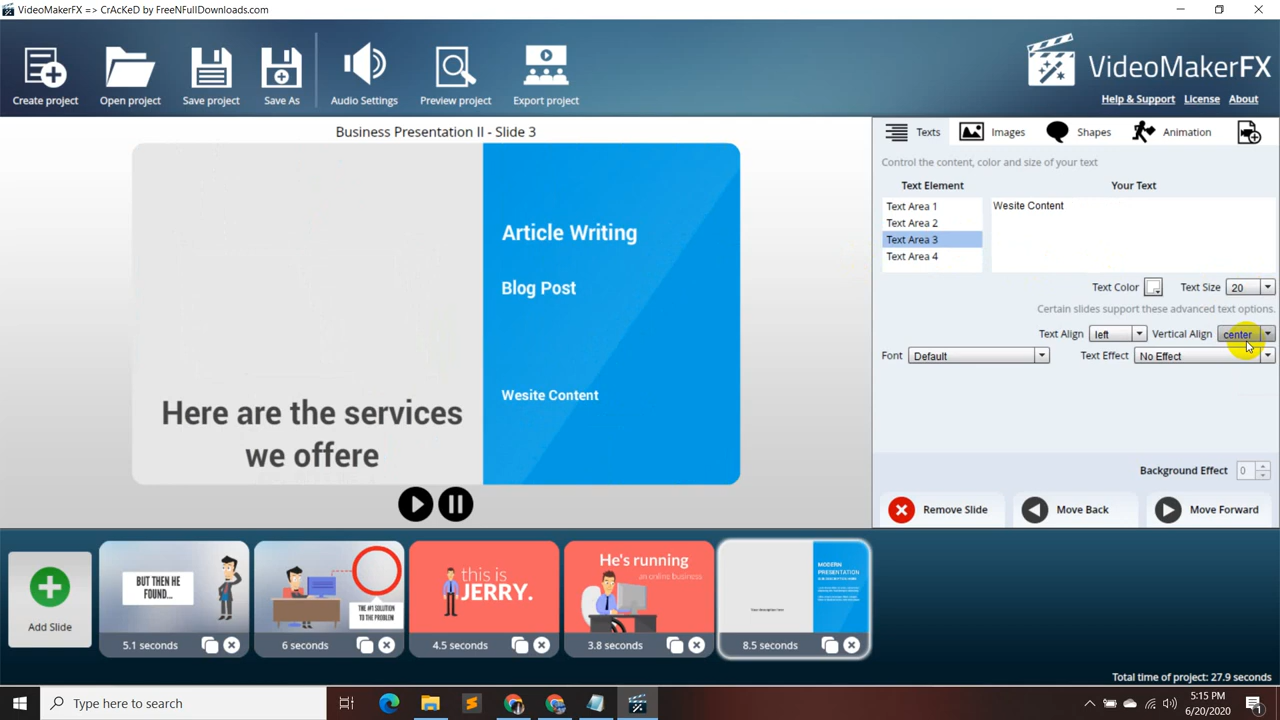 VideoMakerFX => CrAcKeD by FreeNFullDownloads.com
Create project
Open project
Save project
Save As
Audio Settings
Preview project
Export project
VideoMakerFX
Help & Support
License
About
Business Presentation II - Slide 3
Article Writing
Blog Post
Wesite Content
Here are the services
we offere
Texts
Images
Shapes
Animation
Control the content, color and size of your text
Text Element
Your Text
Text Area 1
Text Area 2
Text Area 3
Text Area 4
Wesite Content
Text Color
Text Size
20
Certain slides support these advanced text options.
Text Align
left
Vertical Align
center
Font
Default
Text Effect
No Effect
Background Effect
0
Remove Slide
Move Back
Move Forward
Add Slide
BUT THEN HE
FOUND...
5.1 seconds
THE #1 SOLUTION
TO THE PROBLEM
6 seconds
this is
JERRY.
4.5 seconds
He's running
an online business
3.8 seconds
MODERN
PRESENTATION
Your description here
8.5 seconds
Total time of project: 27.9 seconds
Type here to search
5:15 PM
6/20/2020
1